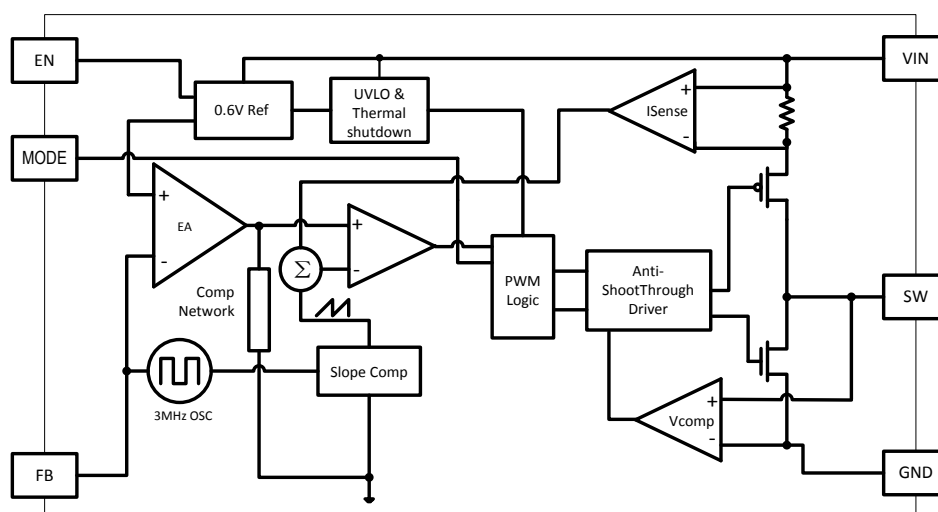 EN
VIN
0.6V Ref
UVLO &
Thermal
shutdown
+
ISense
-
MODE
+
EA
-
+
-
Σ
Comp
Network
PWM
Logic
Anti-
ShootThrough
Driver
SW
Slope Comp
3MHz OSC
+
Vcomp
-
FB
GND